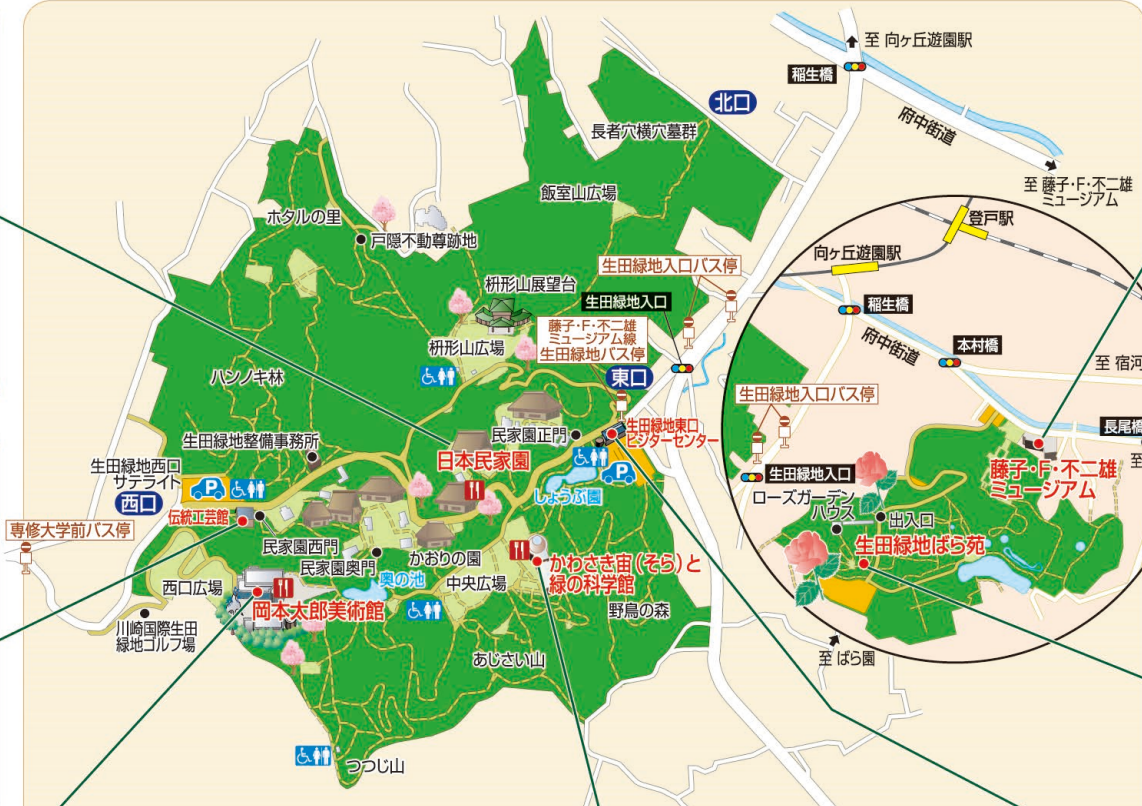 至 向ヶ丘遊園駅
稲生橋
北口
府中街道
長者穴横穴墓群
至 藤子・F・不二雄
ミュージアム
飯室山広場
ホタルの里
戸隠不動尊跡地
登戸駅
向ヶ丘遊園駅
生田緑地入口バス停
枡形山展望台
生田緑地入口
稲生橋
藤子・F・不二雄
ミュージアム線
生田緑地バス停
府中街道
本村橋
枡形山広場
至 宿河
ハンノキ林
東口
生田緑地入口バス停
生田緑地東口
ビジターセンター
長尾橋
至
民家園正門
生田緑地整備事務所
日本民家園
藤子・F・不二雄
ミュージアム
生田緑地西口
サテライト
生田緑地入口
P
P
しょうぶ園
ローズガーデン
ハウス
西口
出入口
伝統工芸館
専修大学前バス停
生田緑地ばら苑
民家園西門
民家園奥門
かおりの園
かわさき宙(そら)と
緑の科学館
奥の池
中央広場
西口広場
岡本太郎美術館
野鳥の森
川崎国際生田
緑地ゴルフ場
あじさい山
至 ばら園
つつじ山